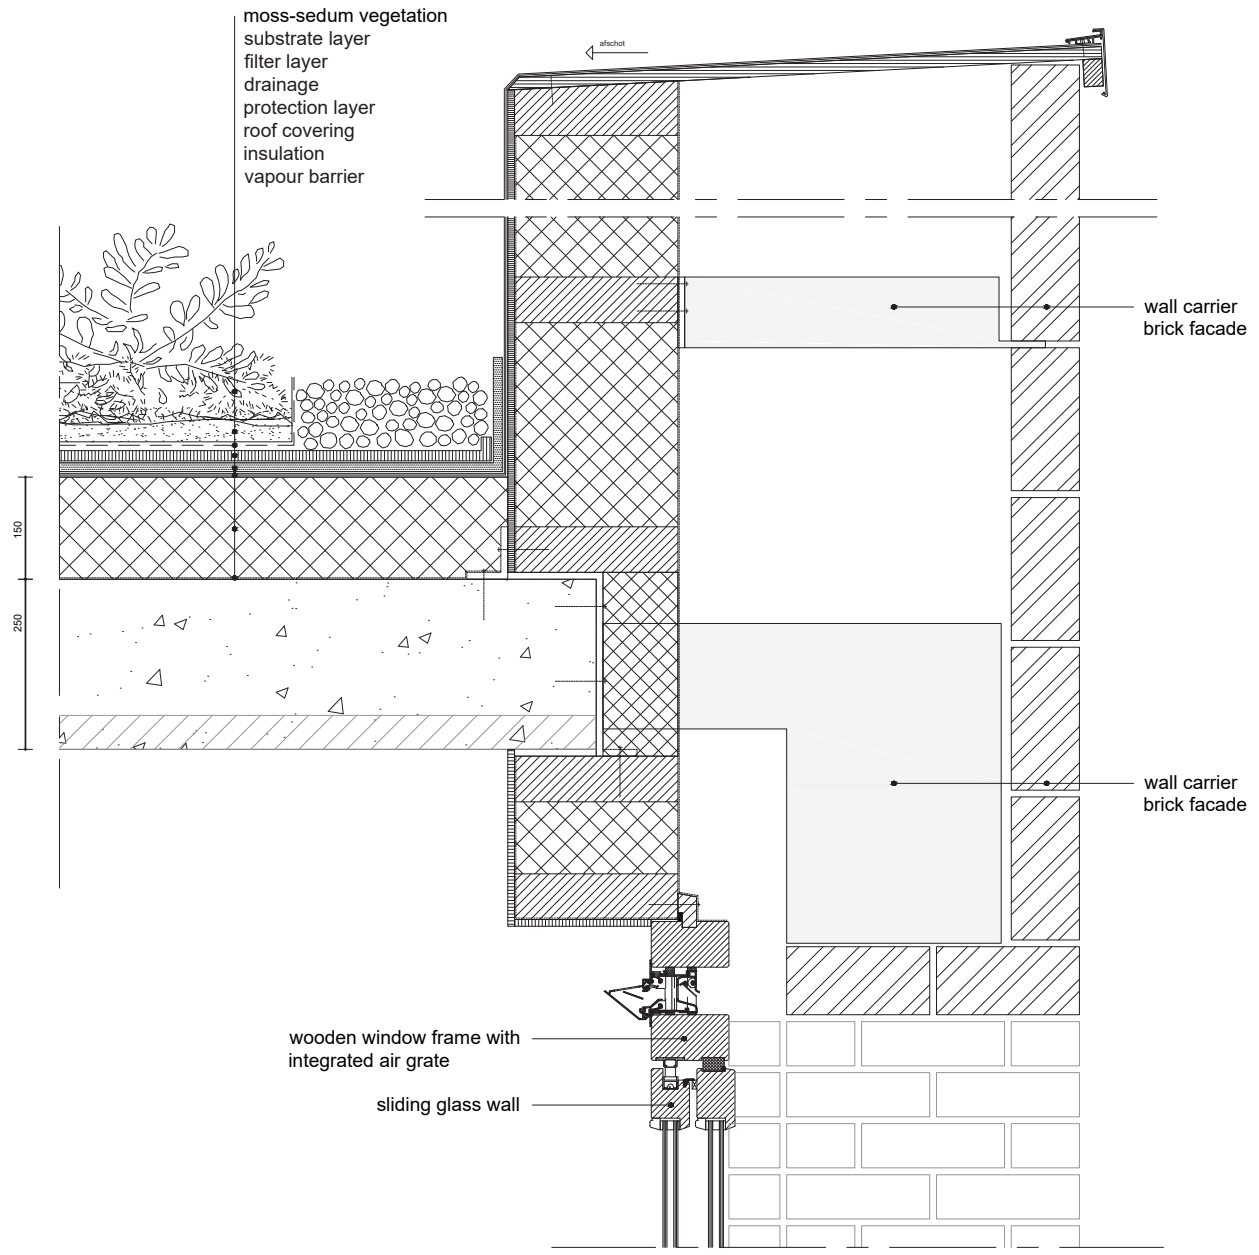 moss-sedum vegetation
substrate layer
filter layer
drainage
protection layer
roof covering
insulation
vapour barrier
afschot
wall carrier
brick facade
150
250
wall carrier
brick facade
wooden window frame with
integrated air grate
sliding glass wall